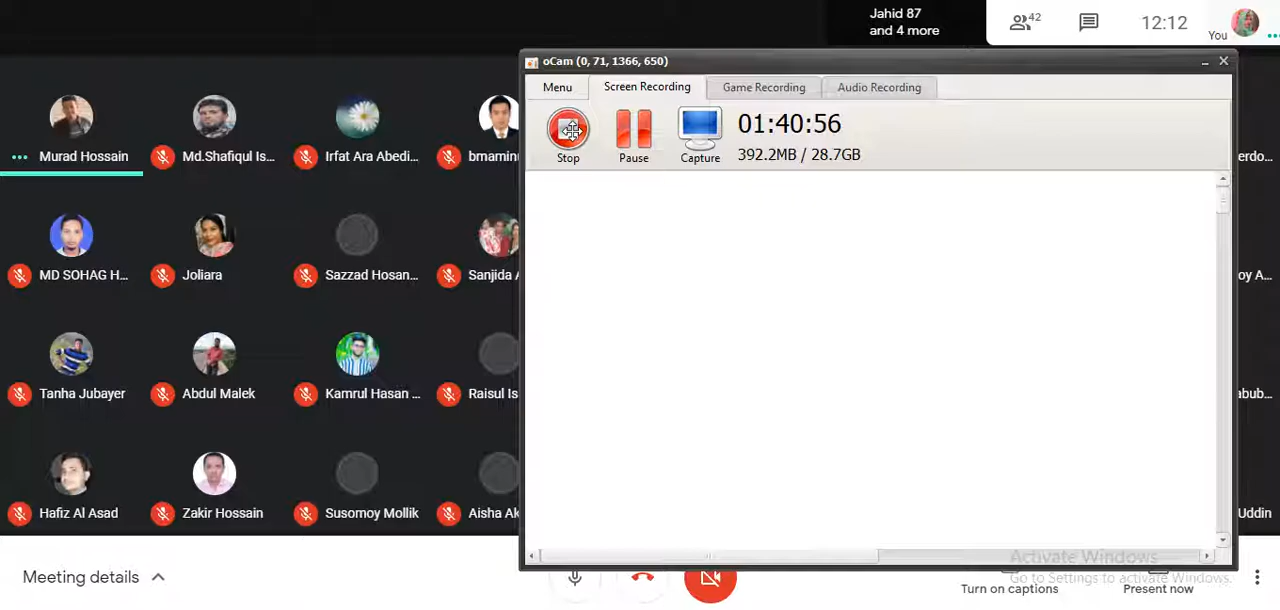 Jahid 87
and 4 more
42
12:12
You
oCam (0, 71, 1366, 650)
Menu
Screen Recording
Game Recording
Audio Recording
Stop
Pause
Capture
01:40:56
392.2MB / 28.7GB
Murad Hossain
Md.Shafiqul Is...
Irfat Ara Abedi...
bmamin
erdo...
MD SOHAG H...
Joliara
Sazzad Hosan...
Sanjida A
oy A...
Tanha Jubayer
Abdul Malek
Kamrul Hasan ...
Raisul Is
abub...
Hafiz Al Asad
Zakir Hossain
Susomoy Mollik
Aisha Ak
Uddin
Activate Windows
Go to Settings to activate Windows.
Meeting details
Turn on captions
Present now